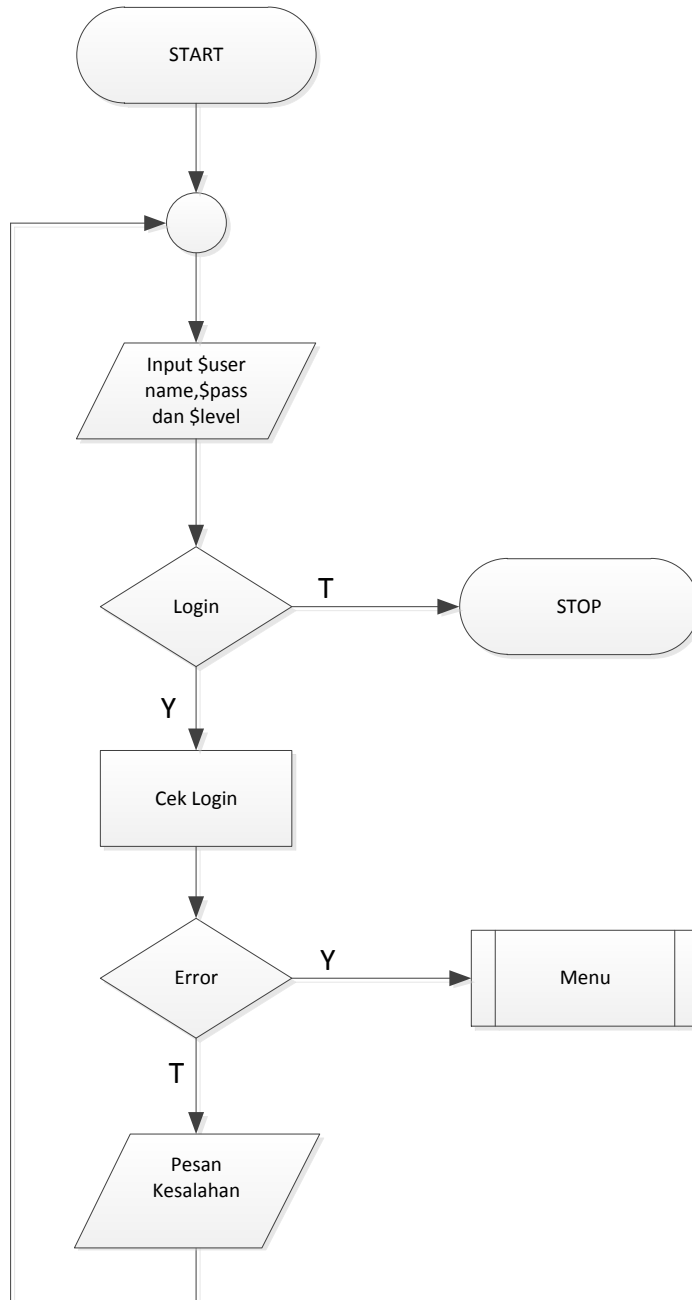 START
Input $user
name,$pass
dan $level
Login
T
STOP
Y
Cek Login
Error
Y
Menu
T
Pesan
Kesalahan